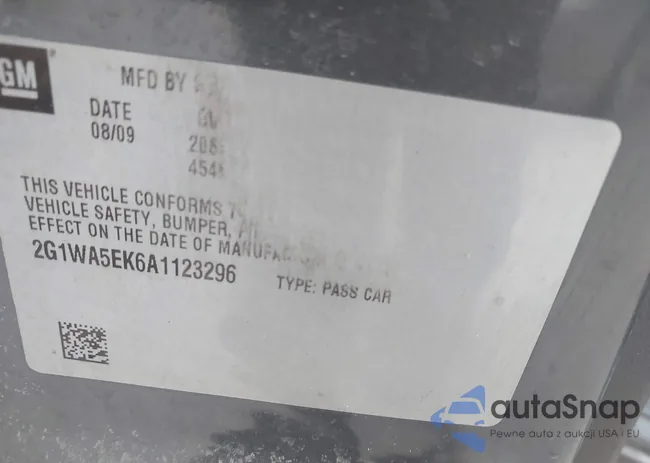 GM
MFD BY
DATE
08/09
THIS VEHICLE CONFORMS
VEHICLE SAFETY, BUMPER,
EFFECT ON THE DATE OF
2G1WA5EK6A1123296
TYPE: PASS CAR
autaSnap
Pewne auta z aukcji USA i EU